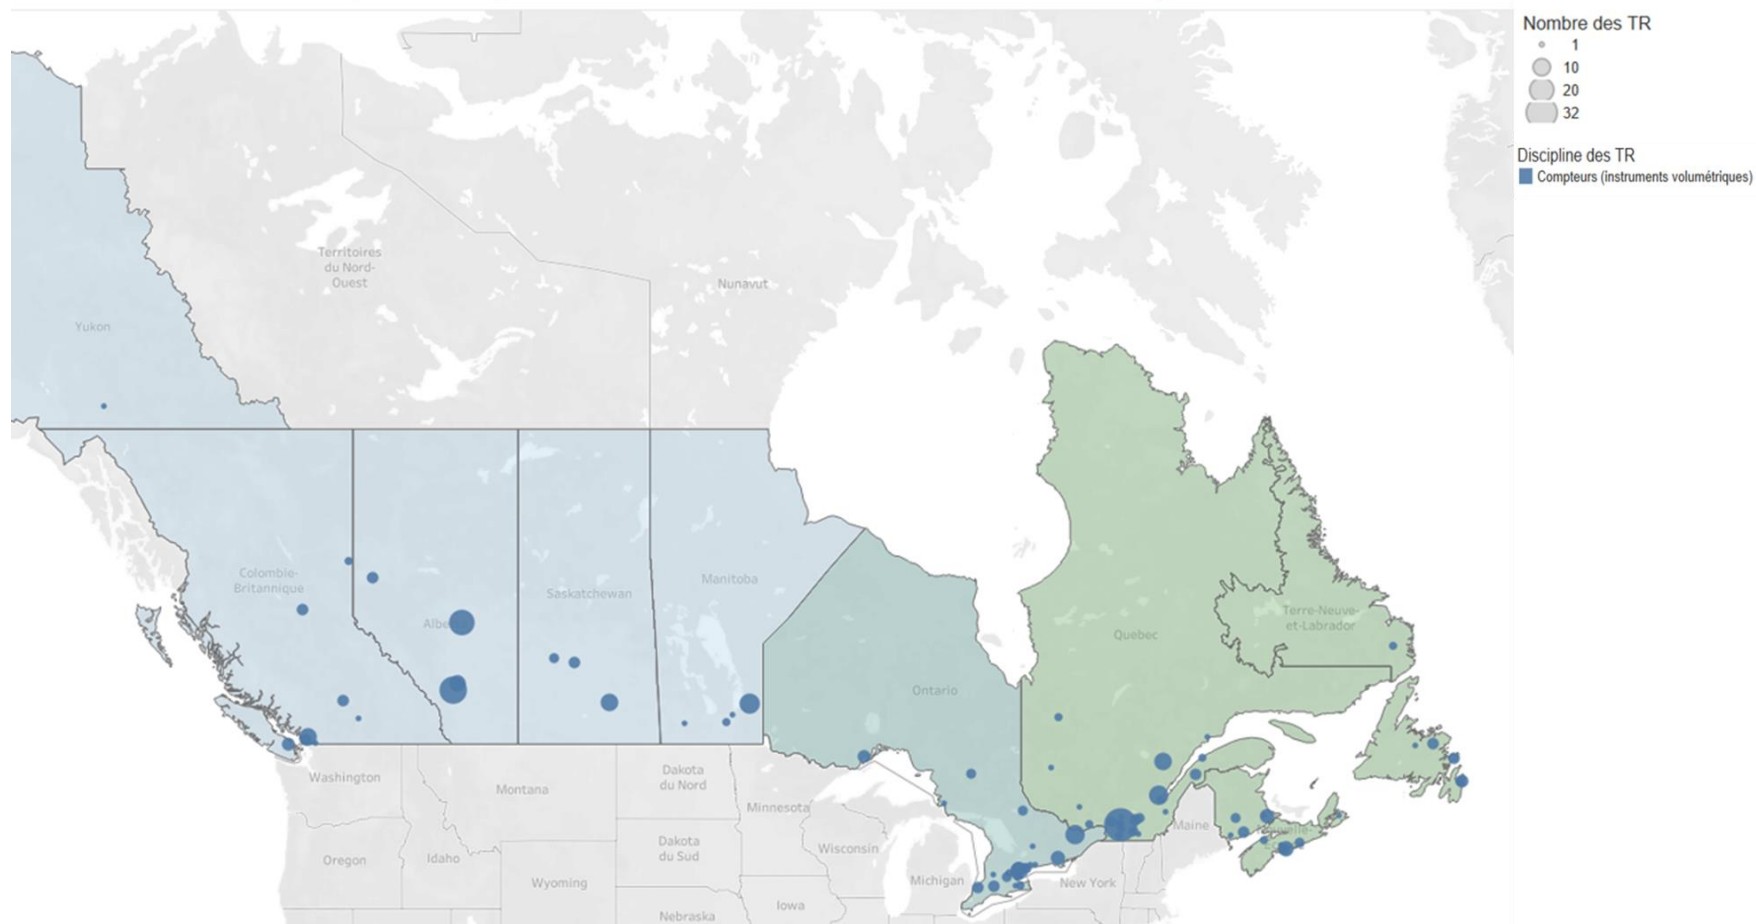 Nombre des TR
1
10
20
32
Discipline des TR
Compteurs (instruments volumétriques)
Territoires
du Nord-
Ouest
Nunavut
Yukon
Colombie-
Britannique
Manitoba
Saskatchewan
Terre-Neuve-
et-Labrador
Quebec
Ontario
Washington
Montana
Dakota
du Nord
Minnesota
Maine
Oregon
Idaho
Dakota
du Sud
Wisconsin
Michigan
New York
Wyoming
Iowa
Nebraska